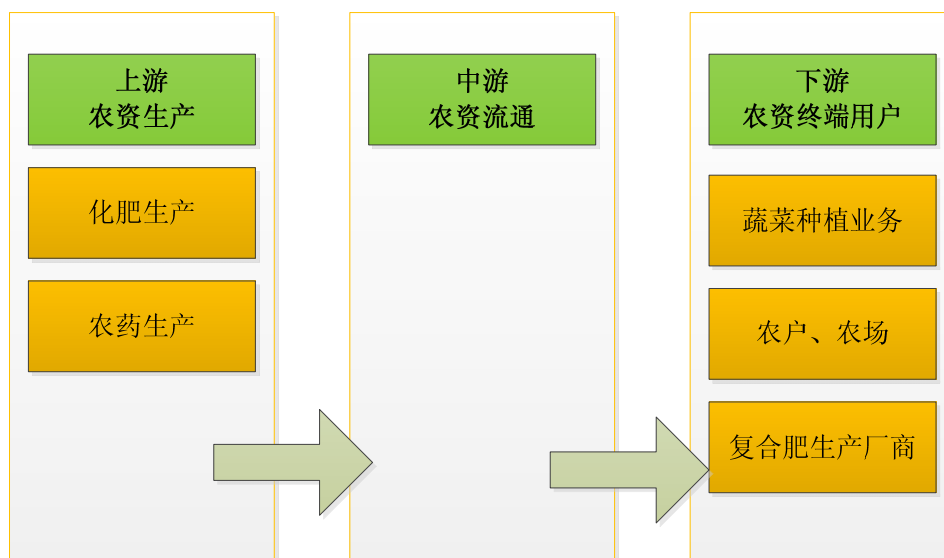 上游
农资生产
化肥生产
农药生产
中游
农资流通
下游
农资终端用户
蔬菜种植业务
农户、农场
复合肥生产厂商